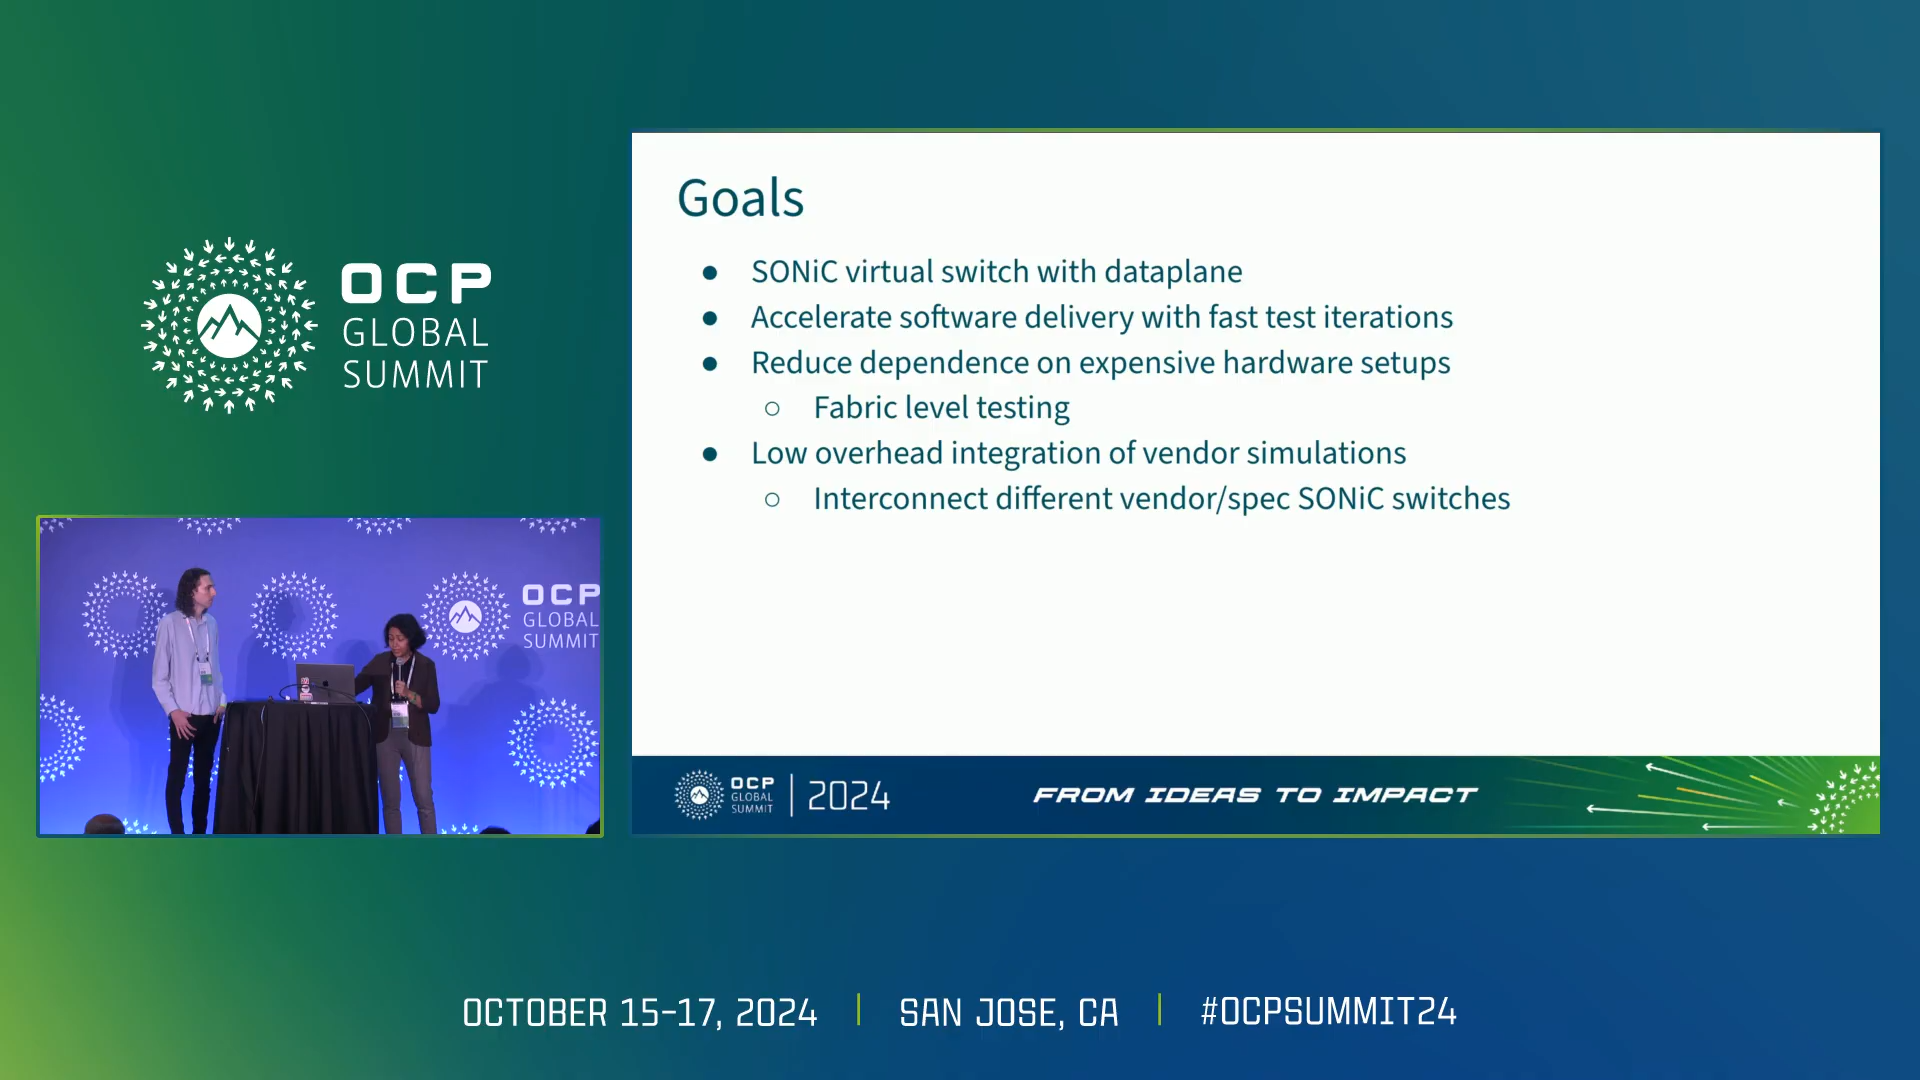 OCP
GLOBAL
SUMMIT
Goals
● SONiC virtual switch with dataplane
● Accelerate software delivery with fast test iterations
● Reduce dependence on expensive hardware setups
○ Fabric level testing
● Low overhead integration of vendor simulations
○ Interconnect different vendor/spec SONiC switches
OCP
GLOBAL
SUMMIT
OCP
GLOBAL
SUMMIT
2024
FROM IDEAS TO IMPACT
OCTOBER 15-17, 2024 | SAN JOSE, CA | #OCPSUMMIT24